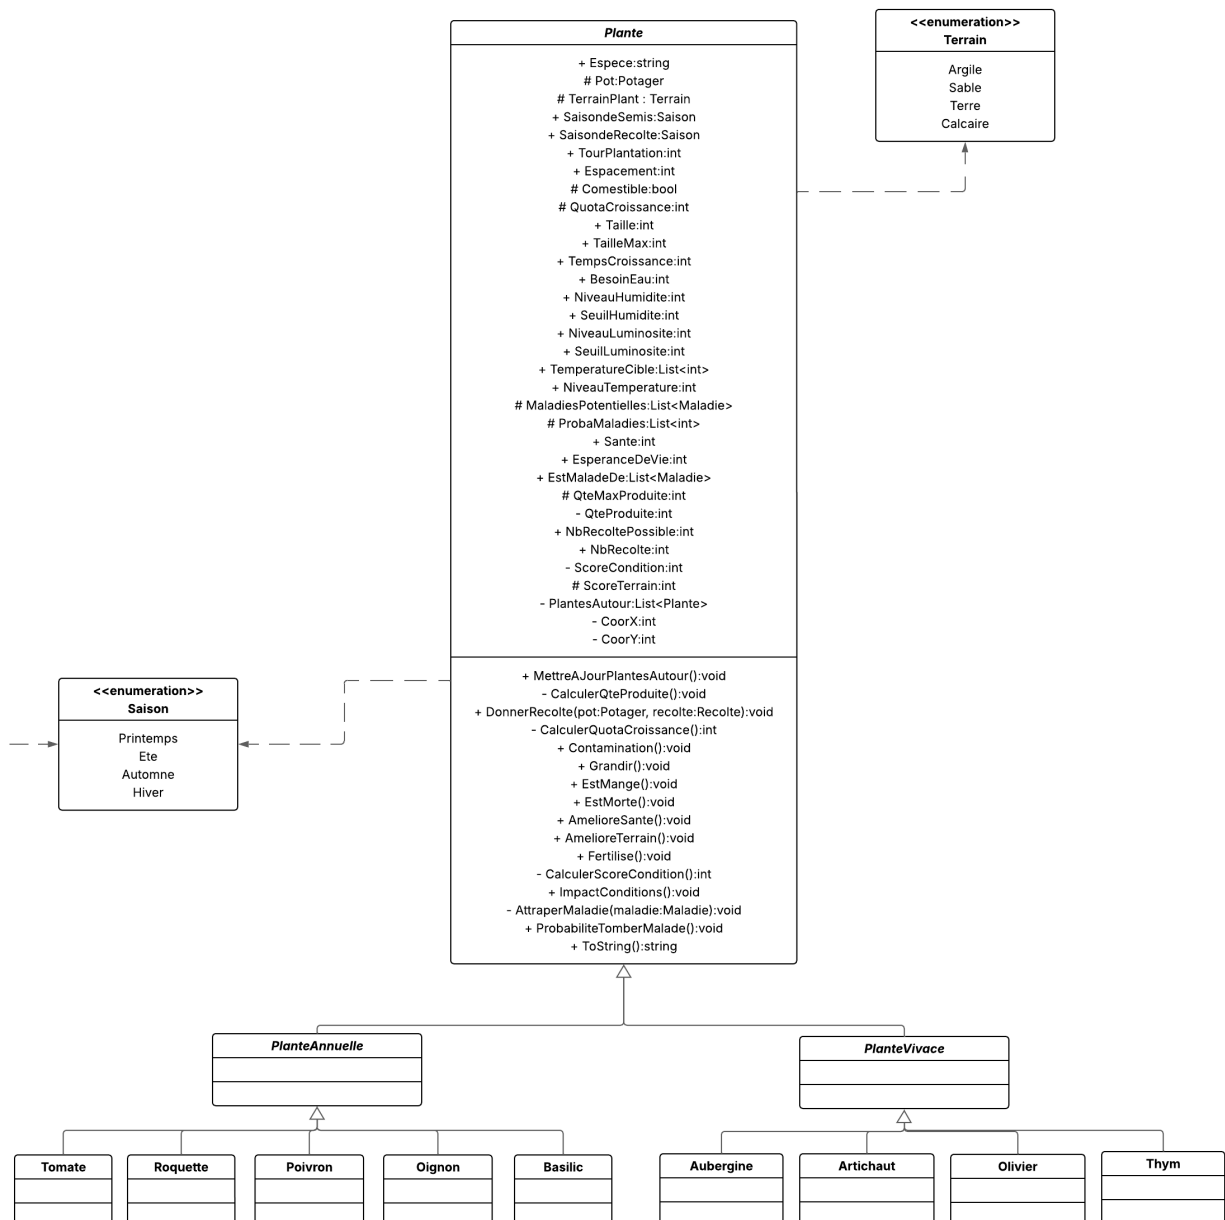 Plante
+ Espece:string
# Pot:Potager
# TerrainPlant : Terrain
+ SaisondeSemis:Saison
+ SaisondeRecolte:Saison
+ TourPlantation:int
+ Espacement:int
# Comestible:bool
# QuotaCroissance:int
+ Taille:int
+ TailleMax:int
+ TempsCroissance:int
+ BesoinEau:int
+ NiveauHumidite:int
+ SeuilHumidite:int
+ NiveauLuminosite:int
+ SeuilLuminosite:int
+ TemperatureCible:List<int>
+ NiveauTemperature:int
# MaladiesPotentielles:List<Maladie>
# ProbaMaladies:List<int>
+ Sante:int
+ EsperanceDeVie:int
+ EstMaladeDe:List<Maladie>
# QteMaxProduite:int
- QteProduite:int
+ NbRecoltePossible:int
+ NbRecolte:int
- ScoreCondition:int
# ScoreTerrain:int
- PlantesAutour:List<Plante>
- CoorX:int
- CoorY:int
+ MettreAJourPlantesAutour():void
- CalculerQteProduite():void
+ DonnerRecolte(pot:Potager, recolte:Recolte):void
- CalculerQuotaCroissance():int
+ Contamination():void
+ Grandir():void
+ EstMange():void
+ EstMorte():void
+ AmelioreSante():void
+ AmelioreTerrain():void
+ Fertilise():void
- CalculerScoreCondition():int
+ ImpactConditions():void
- AttraperMaladie(maladie:Maladie):void
+ ProbabiliteTomberMalade():void
+ ToString():string
<<enumeration>>
Terrain
Argile
Sable
Terre
Calcaire
<<enumeration>>
Saison
Printemps
Ete
Automne
Hiver
PlanteAnnuelle
PlanteVivace
Tomate
Roquette
Poivron
Oignon
Basilic
Aubergine
Artichaut
Olivier
Thym